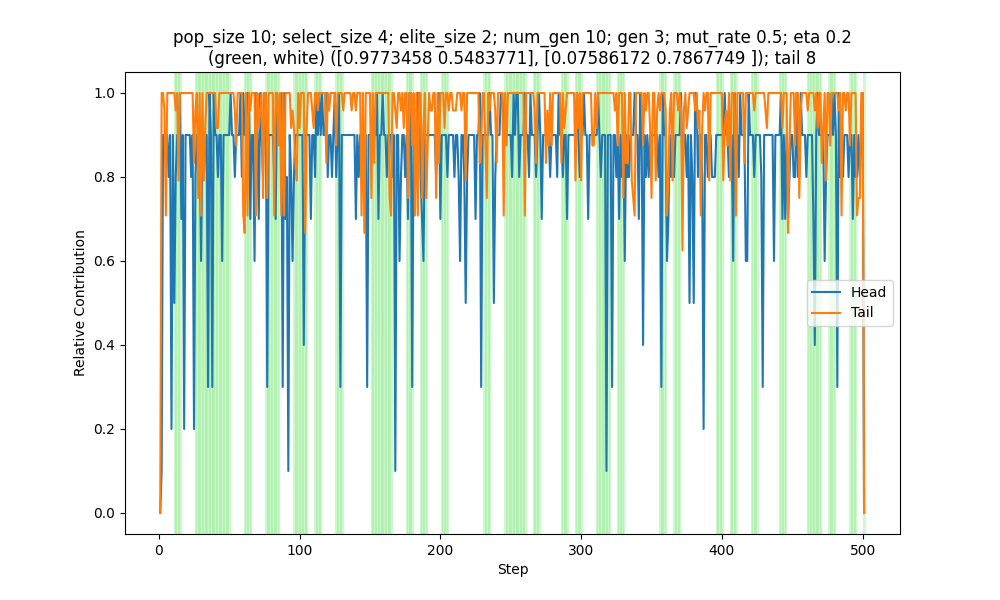 pop_size 10; select_size 4; elite_size 2; num_gen 10; gen 3; mut_rate 0.5; eta 0.2
(green, white) ([0.9773458 0.5483771], [0.07586172 0.7867749 ]); tail 8
1.0
0.8
0.6
0.4
0.2
0.0
Relative Contribution
Head
Tail
0
100
200
300
400
500
Step